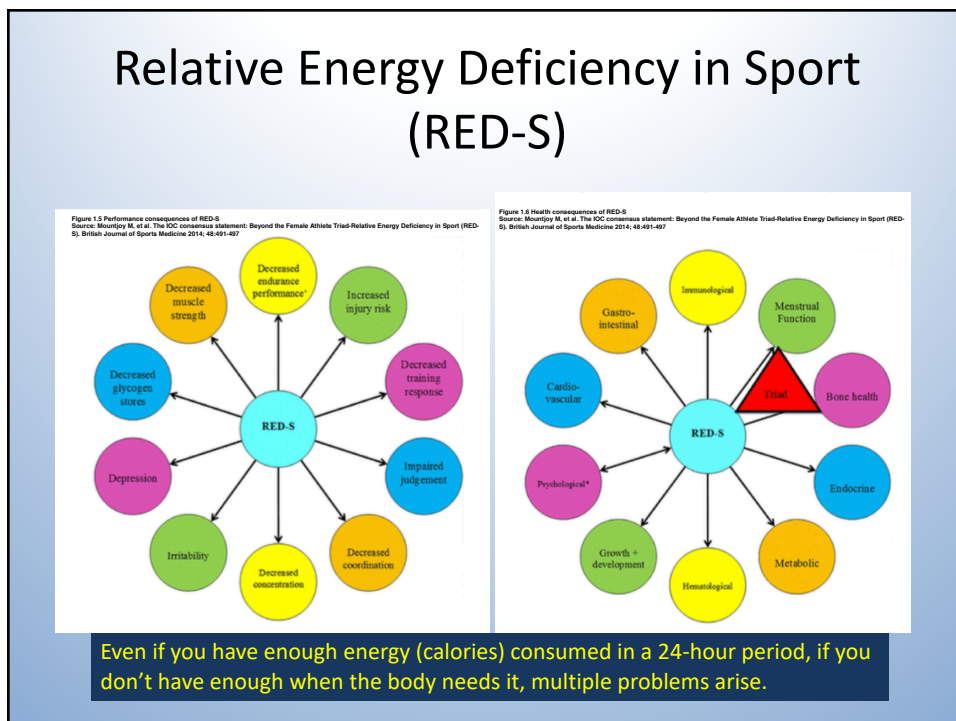 Relative Energy Deficiency in Sport
(RED-S)
Figure 1.5 Performance consequences of RED-S
Source: Mountjoy M, et al. The IOC consensus statement: Beyond the Female Athlete Triad-Relative Energy Deficiency in Sport (RED-
S). British Journal of Sports Medicine 2014; 48:491-497
Decreased
endurance
performance*
Increased
injury risk
Decreased
training
response
Impaired
judgement
Decreased
coordination
Decreased
concentration
Irritability
Depression
Decreased
glycogen
stores
Decreased
muscle
strength
RED-S
Figure 1.6 Health consequences of RED-S
Source: Mountjoy M, et al. The IOC consensus statement: Beyond the Female Athlete Triad-Relative Energy Deficiency in Sport (RED-
S). British Journal of Sports Medicine 2014; 48:491-497
Immunological
Menstrual
Function
Triad
Bone health
Endocrine
Metabolic
Hematological
Growth +
development
Psychological*
Cardio-
vascular
Gastro-
intestinal
RED-S
Even if you have enough energy (calories) consumed in a 24-hour period, if you
don't have enough when the body needs it, multiple problems arise.